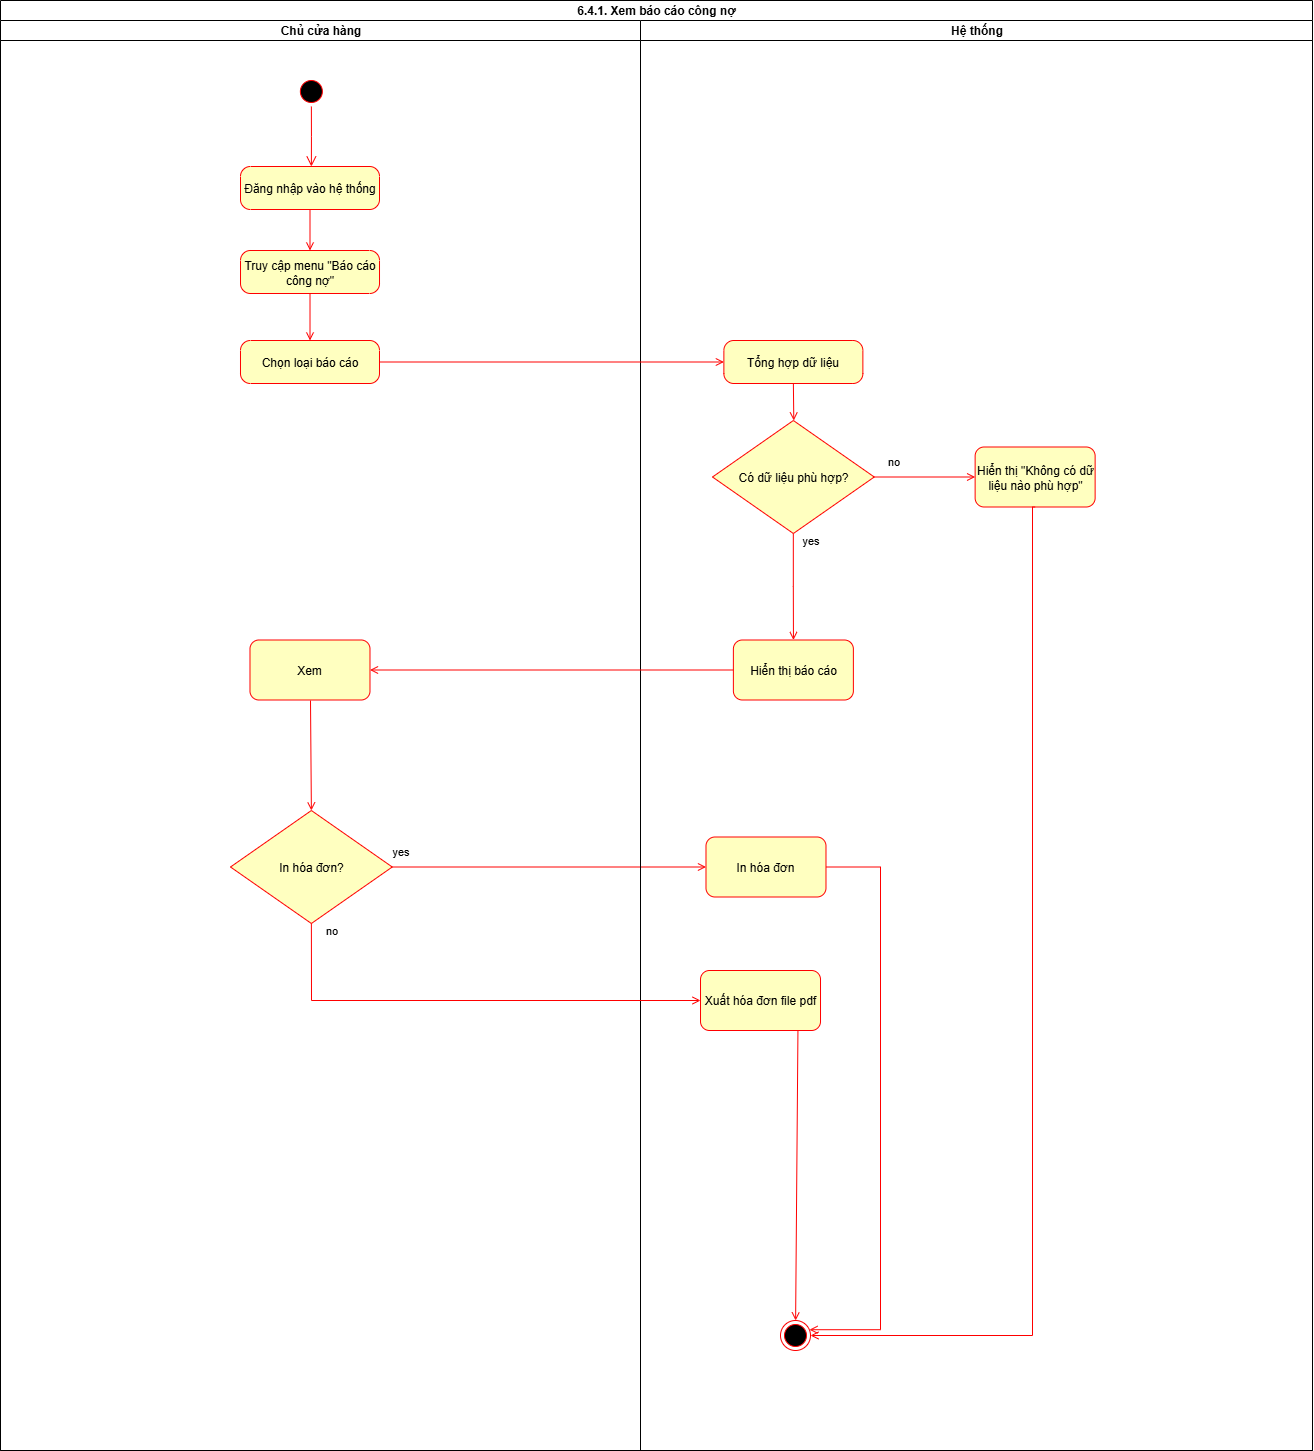 6.4.1. Xem báo cáo công nợ
Chủ cửa hàng
Hệ thống
Đăng nhập vào hệ thống
Truy cập menu "Báo cáo
công nợ"
Chọn loại báo cáo
Tổng hợp dữ liệu
Có dữ liệu phù hợp?
no
Hiển thị "Không có dữ
liệu nào phù hợp"
yes
Xem
Hiển thị báo cáo
In hóa đơn?
yes
In hóa đơn
no
Xuất hóa đơn file pdf